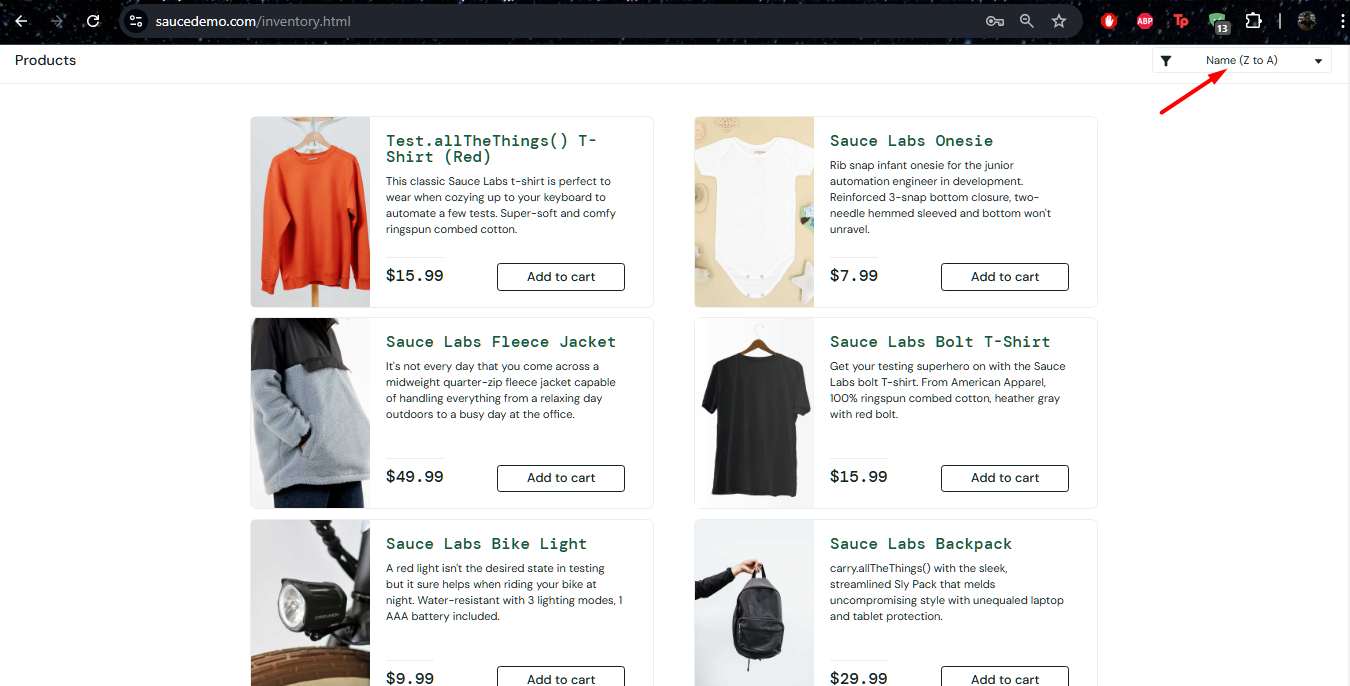 saucedemo.com/inventory.html
ABP
Tp
13
Products
Name (Z to A)
Test.allTheThings() T-
Shirt (Red)
This classic Sauce Labs t-shirt is perfect to
wear when cozying up to your keyboard to
automate a few tests. Super-soft and comfy
ringspun combed cotton.
$15.99
Add to cart
Sauce Labs Onesie
Rib snap infant onesie for the junior
automation engineer in development.
Reinforced 3-snap bottom closure, two-
needle hemmed sleeved and bottom won't
unravel.
$7.99
Add to cart
Sauce Labs Fleece Jacket
It's not every day that you come across a
midweight quarter-zip fleece jacket capable
of handling everything from a relaxing day
outdoors to a busy day at the office.
$49.99
Add to cart
Sauce Labs Bolt T-Shirt
Get your testing superhero on with the Sauce
Labs bolt T-shirt. From American Apparel,
100% ringspun combed cotton, heather gray
with red bolt.
$15.99
Add to cart
Sauce Labs Bike Light
A red light isn't the desired state in testing
but it sure helps when riding your bike at
night. Water-resistant with 3 lighting modes, 1
AAA battery included.
$9.99
Add to cart
Sauce Labs Backpack
carry.allTheThings() with the sleek,
streamlined Sly Pack that melds
uncompromising style with unequaled laptop
and tablet protection.
$29.99
Add to cart